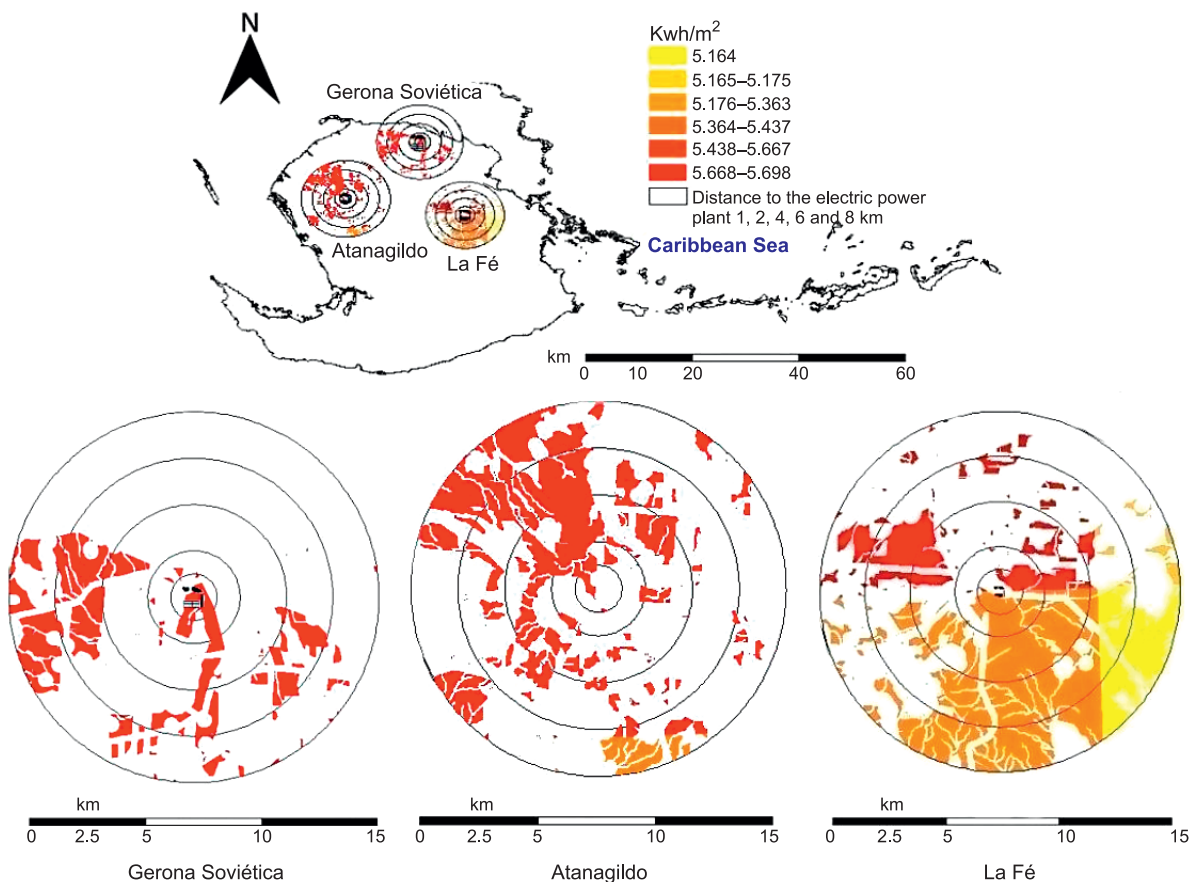 N
Gerona Soviética
Atanagildo
La Fé
Kwh/m²
5.164
5.165–5.175
5.176–5.363
5.364–5.437
5.438–5.667
5.668–5.698
Distance to the electric power
plant 1, 2, 4, 6 and 8 km
Caribbean Sea
km
0 10 20 40 60
km
0 2.5 5 10 15
Gerona Soviética
km
0 2.5 5 10 15
Atanagildo
km
0 2.5 5 10 15
La Fé